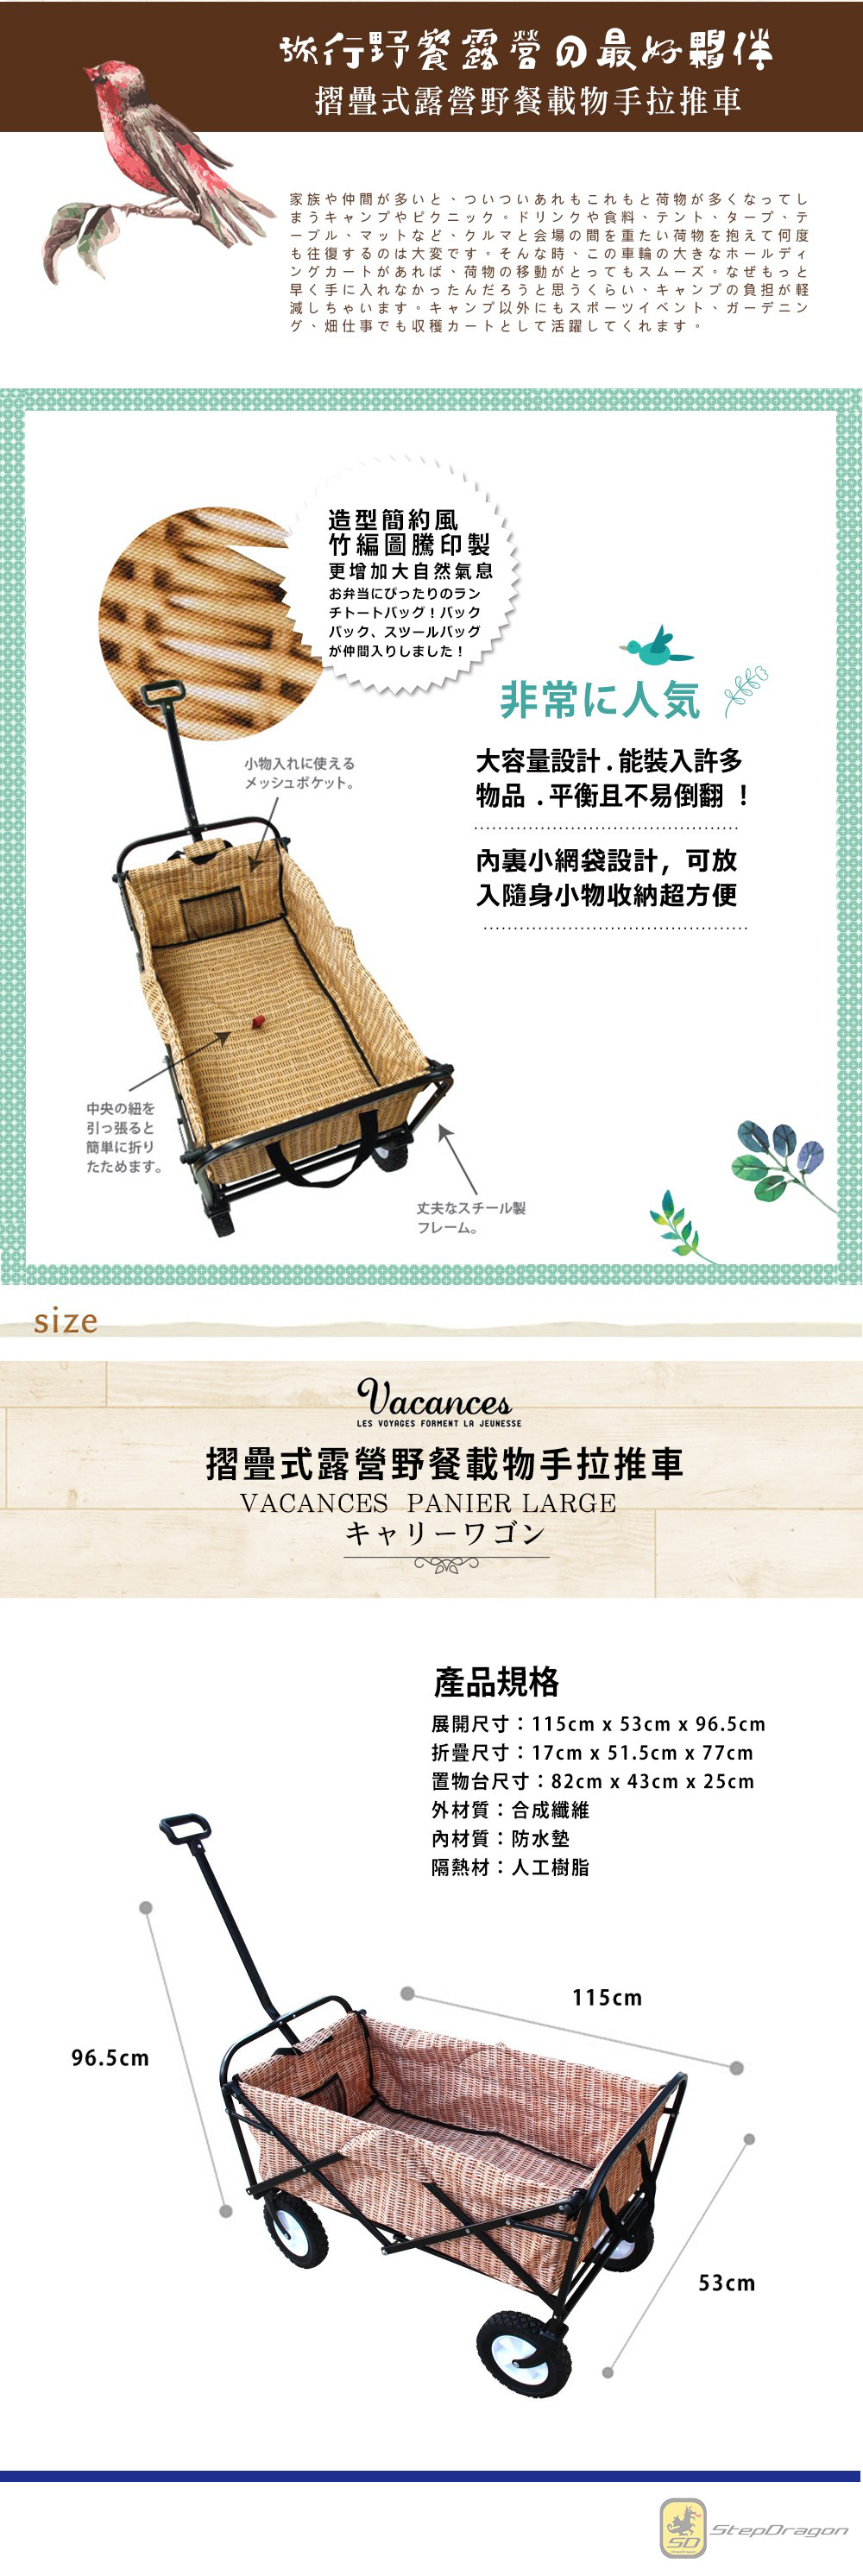 旅行野餐露營の最好夥伴
摺疊式露營野餐載物手拉推車
家族や仲間が多いと、ついついあれもこれもと荷物が多くなってし
まうキャンプやピクニック。ドリンクや食料、テント、タープ、テ
ーブル、マットなど、クルマと会場の間を重たい荷物を抱えて何度
も往復するのは大変です。そんな時、この車輪の大きなホールディ
ングカートがあれば、荷物の移動がとってもスムーズ。なぜもっと
早く手に入れなかったんだろうと思うくらい、キャンプの負担が軽
減しちゃいます。キャンプ以外にもスポーツイベント、ガーデニン
グ、畑仕事でも収穫カートとして活躍してくれます。
造型簡約風
竹編圖騰印製
更增加大自然氣息
お弁当にぴったりのラン
チトートバッグ！バック
パック、スツールバッグ
が仲間入りしました！
非常に人気
大容量設計．能裝入許多
物品 ．平衡且不易倒翻 ！
內裏小網袋設計，可放
入隨身小物收納超方便
小物入れに使える
メッシュポケット。
中央の紐を
引っ張ると
簡単に折り
たためます。
丈夫なスチール製
フレーム。
size
Vacances
LES VOYAGES FORMENT LA JEUNESSE
摺疊式露營野餐載物手拉推車
VACANCES PANIER LARGE
キャリーワゴン
產品規格
展開尺寸：115cm x 53cm x 96.5cm
折疊尺寸：17cm x 51.5cm x 77cm
置物台尺寸：82cm x 43cm x 25cm
外材質：合成纖維
內材質：防水墊
隔熱材：人工樹脂
115cm
96.5cm
53cm
SD
StepDragon